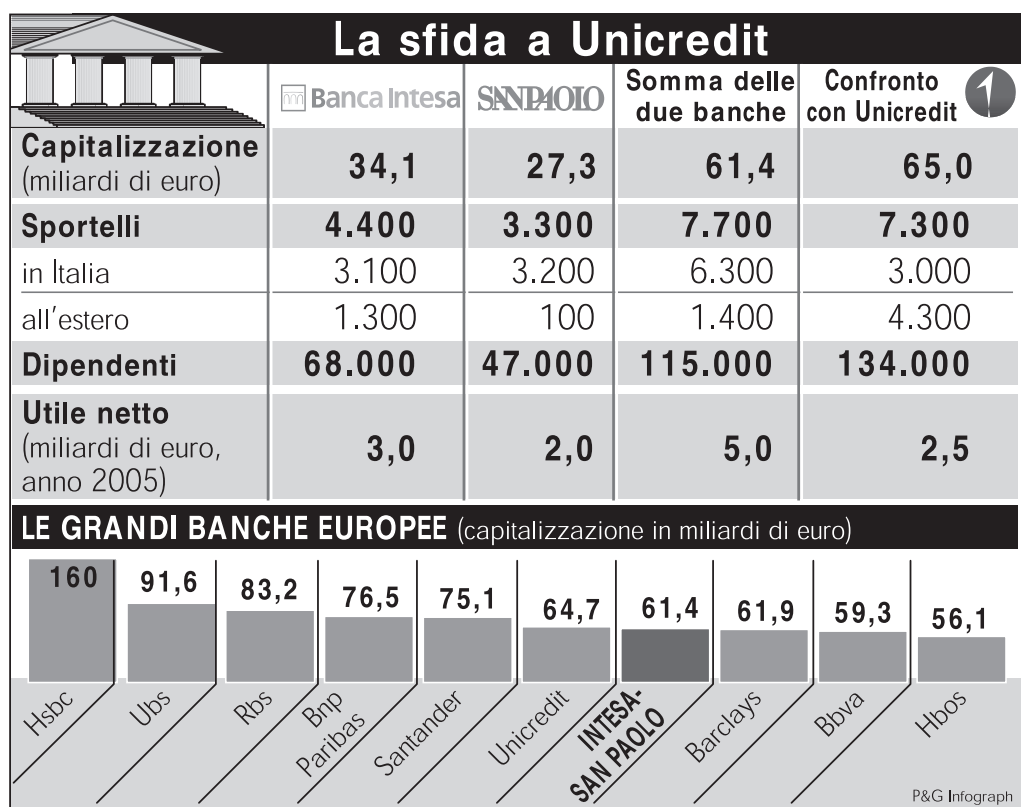 La sfida a Unicredit
Banca Intesa SANPAOLO Somma delle due banche Confronto con Unicredit 1
Capitalizzazione (miliardi di euro) 34,1 27,3 61,4 65,0
Sportelli 4.400 3.300 7.700 7.300
in Italia 3.100 3.200 6.300 3.000
all'estero 1.300 100 1.400 4.300
Dipendenti 68.000 47.000 115.000 134.000
Utile netto (miliardi di euro, anno 2005) 3,0 2,0 5,0 2,5
LE GRANDI BANCHE EUROPEE (capitalizzazione in miliardi di euro)
160 91,6 83,2 76,5 75,1 64,7 61,4 61,9 59,3 56,1
Hsbc Ubs Rbs Bnp Paribas Santander Unicredit INTESA-SAN PAOLO Barclays Bbva Hbos
P&G Infograph